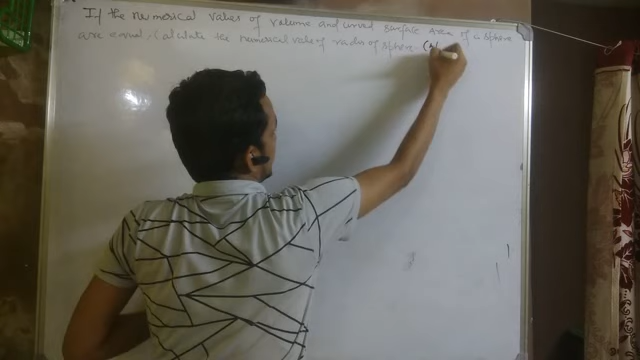 If the numerical value of volume and curved surface area of a sphere
are equal, calculate the numerical value of radius of sphere. (